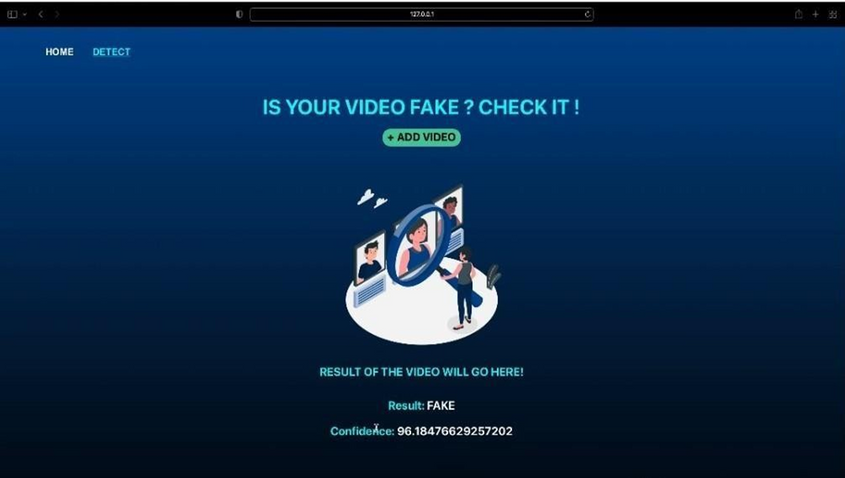 127.0.0.1
HOME DETECT
IS YOUR VIDEO FAKE ? CHECK IT !
+ ADD VIDEO
RESULT OF THE VIDEO WILL GO HERE!
Result: FAKE
Confidence: 96.18476629257202